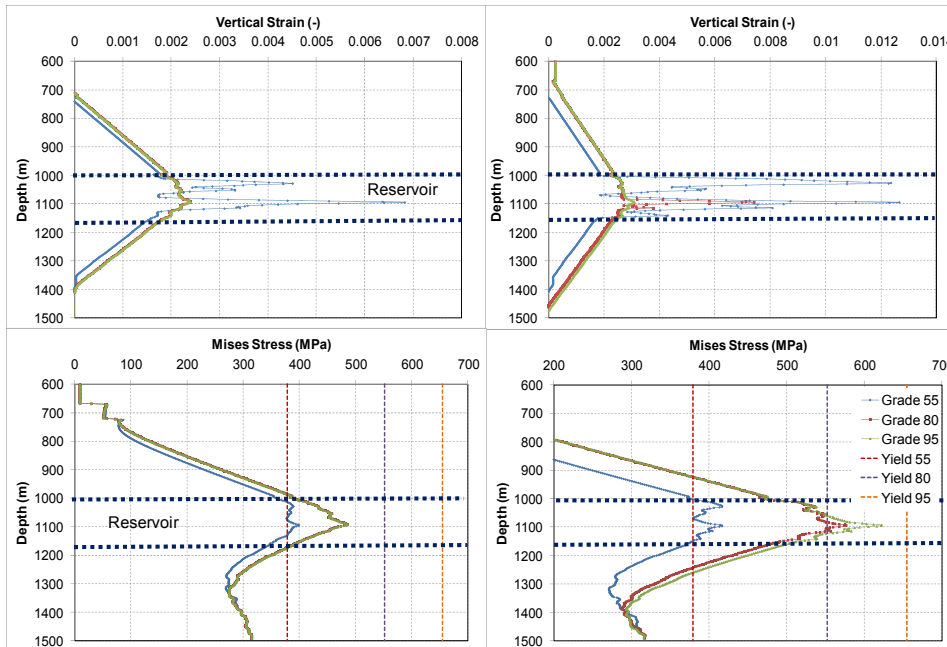 Vertical Strain (-)
0 0.001 0.002 0.003 0.004 0.005 0.006 0.007 0.008
600
700
800
900
1000
1100
1200
1300
1400
1500
Depth (m)
Reservoir
Vertical Strain (-)
0 0.002 0.004 0.006 0.008 0.01 0.012 0.014
600
700
800
900
1000
1100
1200
1300
1400
1500
Depth (m)
Mises Stress (MPa)
0 100 200 300 400 500 600 700
600
700
800
900
1000
1100
1200
1300
1400
1500
Depth (m)
Reservoir
Mises Stress (MPa)
200 300 400 500 600 700
600
700
800
900
1000
1100
1200
1300
1400
1500
Depth (m)
Grade 55
Grade 80
Grade 95
Yield 55
Yield 80
Yield 95